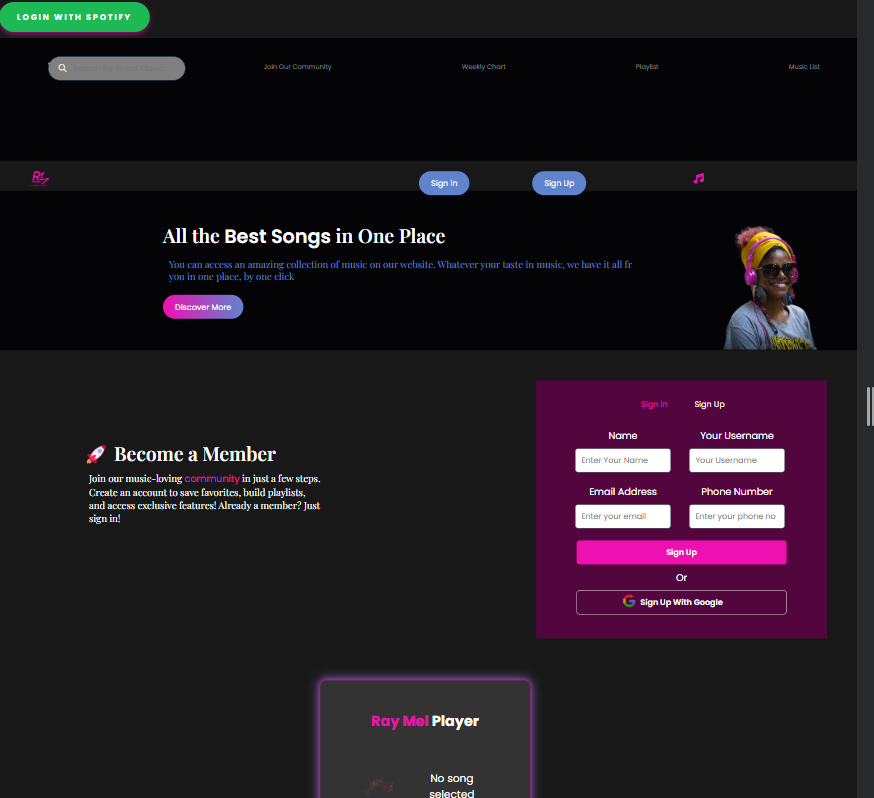 LOGIN WITH SPOTIFY
Join Our Community
Weekly Chart
Playlist
Music List
Sign in
Sign Up
All the Best Songs in One Place
You can access an amazing collection of music on our website. Whatever your taste in music, we have it all fr
you in one place, by one click
Discover More
Sign in
Sign Up
Name
Your Username
Enter Your Name
Your Username
🚀 Become a Member
Join our music-loving community in just a few steps.
Create an account to save favorites, build playlists,
and access exclusive features! Already a member? Just
sign in!
Email Address
Phone Number
Enter your email
Enter your phone no
Sign Up
Or
Sign Up With Google
Ray Mel Player
No song
selected